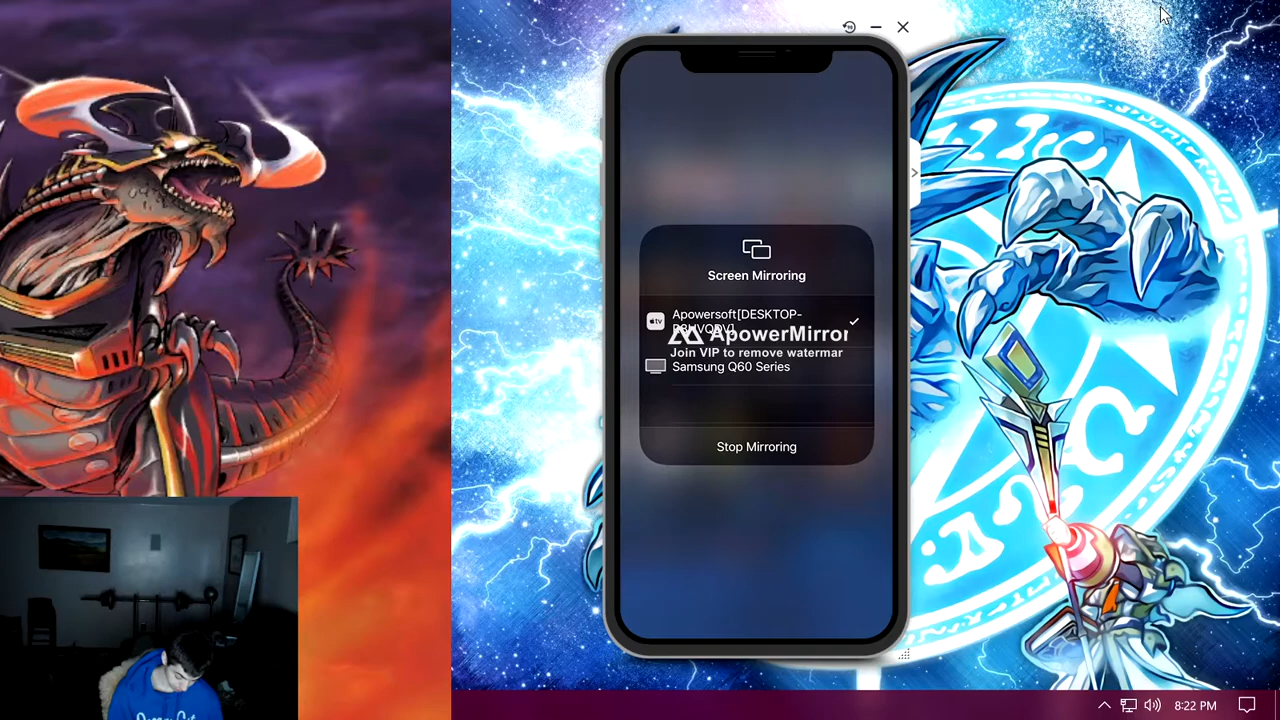 Screen Mirroring
Apowersoft[DESKTOP-
ApowerMirror
Join VIP to remove watermar
Samsung Q60 Series
Stop Mirroring
8:22 PM